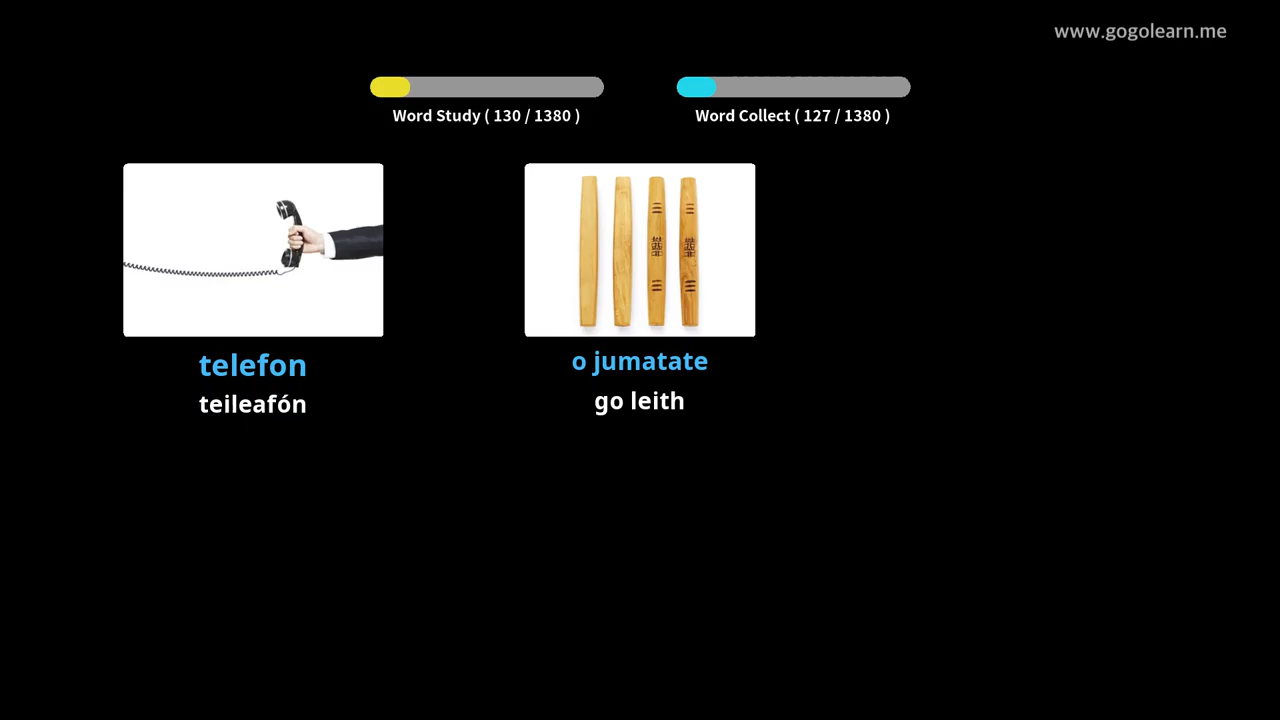 www.gogolearn.me
Word Study ( 130 / 1380 )
Word Collect ( 127 / 1380 )
telefon
teileafón
o jumatate
go leith